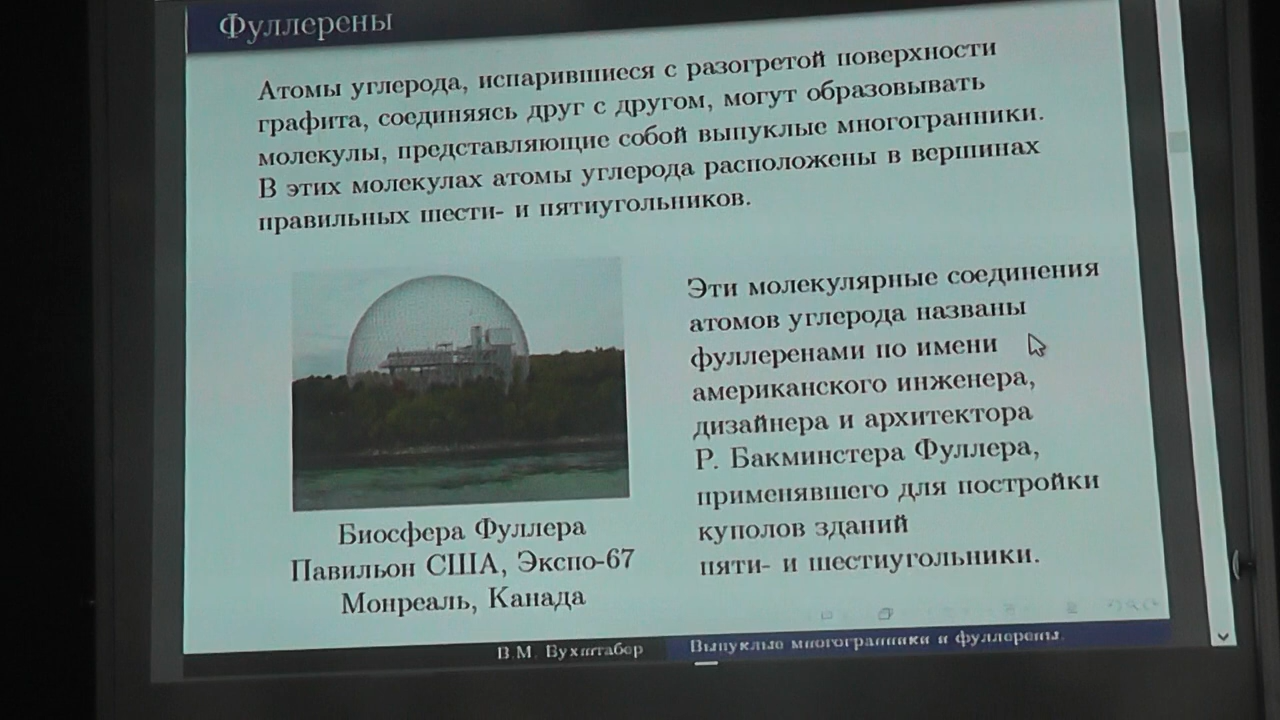 Фуллерены
Атомы углерода, испарившиеся с разогретой поверхности
графита, соединяясь друг с другом, могут образовывать
молекулы, представляющие собой выпуклые многогранники.
В этих молекулах атомы углерода расположены в вершинах
правильных шести- и пятиугольников.
Эти молекулярные соединения
атомов углерода названы
фуллеренами по имени
американского инженера,
дизайнера и архитектора
Р. Бакминстера Фуллера,
применявшего для постройки
куполов зданий
пяти- и шестиугольники.
Биосфера Фуллера
Павильон США, Экспо-67
Монреаль, Канада
В.М. Бухштабер
Выпуклые многогранники и фуллерены.